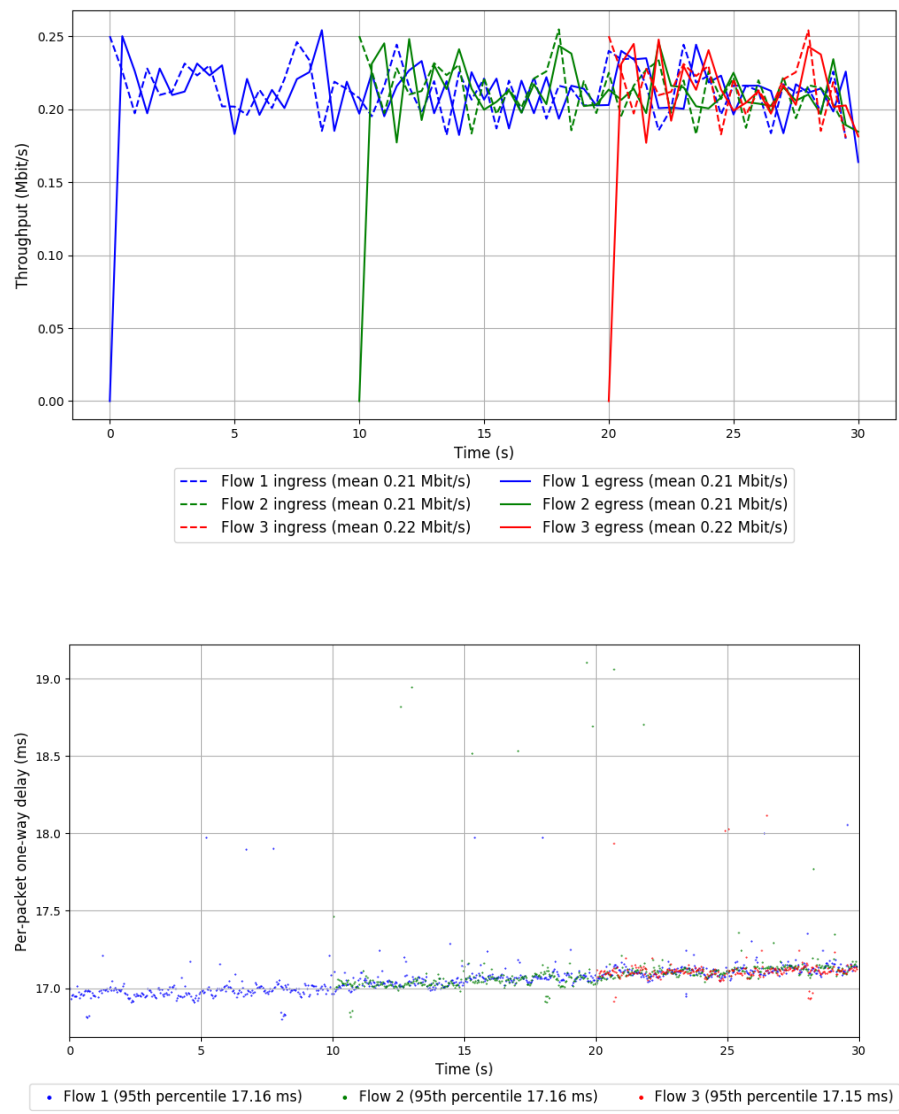 0.25
0.20
0.15
0.10
0.05
0.00
Throughput (Mbit/s)
0 5 10 15 20 25 30
Time (s)
Flow 1 ingress (mean 0.21 Mbit/s) Flow 1 egress (mean 0.21 Mbit/s)
Flow 2 ingress (mean 0.21 Mbit/s) Flow 2 egress (mean 0.21 Mbit/s)
Flow 3 ingress (mean 0.22 Mbit/s) Flow 3 egress (mean 0.22 Mbit/s)
19.0
18.5
18.0
17.5
17.0
Per-packet one-way delay (ms)
0 5 10 15 20 25 30
Time (s)
Flow 1 (95th percentile 17.16 ms) Flow 2 (95th percentile 17.16 ms) Flow 3 (95th percentile 17.15 ms)